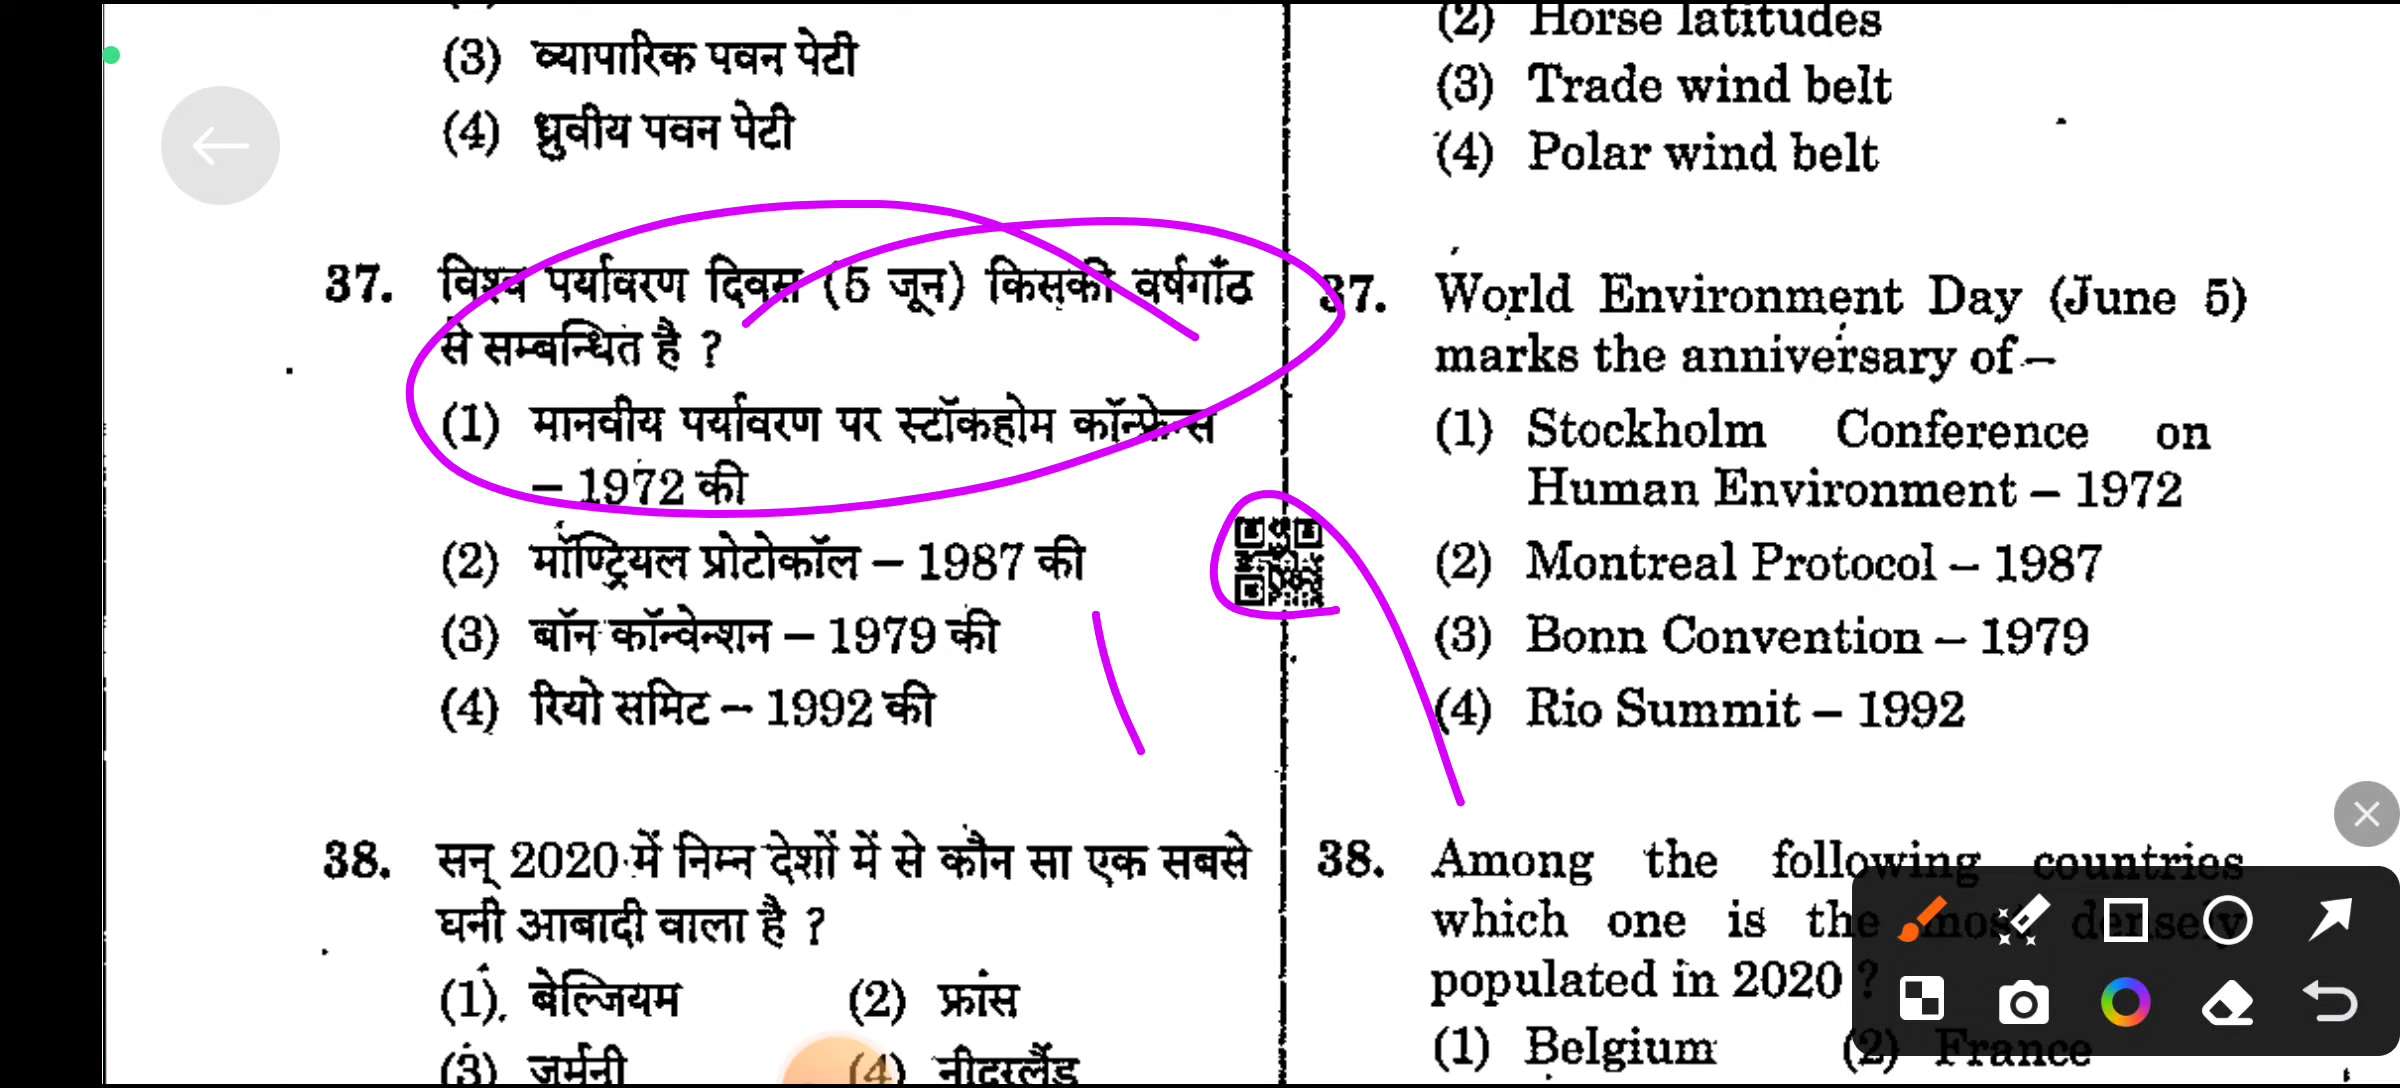 (3) व्यापारिक पवन पेटी
(4) ध्रुवीय पवन पेटी
37. विश्व पर्यावरण दिवस (5 जून) किसकी वर्षगाँठ
से सम्बन्धित है ?
(1) मानवीय पर्यावरण पर स्टॉकहोम कॉन्फ्रेन्स
– 1972 की
(2) मॉण्ट्रियल प्रोटोकॉल – 1987 की
(3) बॉन कॉन्वेन्शन – 1979 की
(4) रियो समिट – 1992 की
38. सन् 2020 में निम्न देशों में से कौन सा एक सबसे
घनी आबादी वाला है ?
(1) बेल्जियम (2) फ्रांस
(3) जर्मनी (4) नीदरलैंड
(2) Horse latitudes
(3) Trade wind belt
(4) Polar wind belt
37. World Environment Day (June 5)
marks the anniversary of –
(1) Stockholm Conference on
Human Environment – 1972
(2) Montreal Protocol – 1987
(3) Bonn Convention – 1979
(4) Rio Summit – 1992
38. Among the following countries
which one is the most densely
populated in 2020 ?
(1) Belgium (2) France